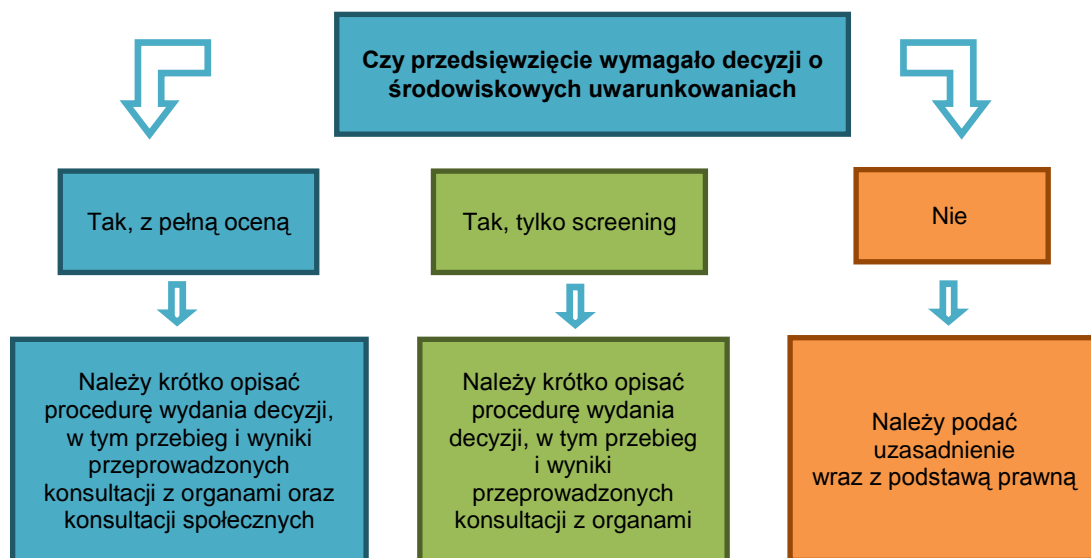 Czy przedsięwzięcie wymagało decyzji o
środowiskowych uwarunkowaniach
Tak, z pełną oceną
Tak, tylko screening
Nie
Należy krótko opisać
procedurę wydania decyzji,
w tym przebieg i wyniki
przeprowadzonych
konsultacji z organami oraz
konsultacji społecznych
Należy krótko opisać
procedurę wydania
decyzji, w tym przebieg
i wyniki
przeprowadzonych
konsultacji z organami
Należy podać
uzasadnienie
wraz z podstawą prawną